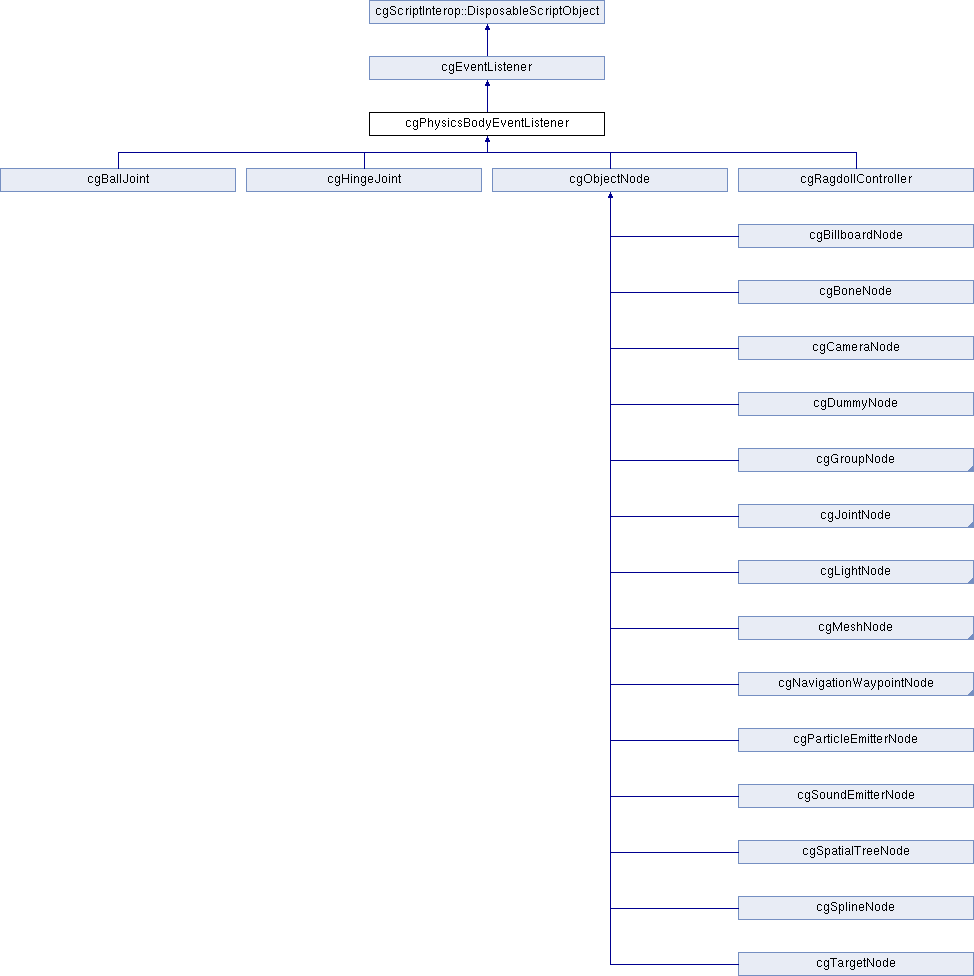 cgScriptInterop::DisposableScriptObject
cgEventListener
cgPhysicsBodyEventListener
cgBallJoint
cgHingeJoint
cgObjectNode
cgRagdollController
cgBillboardNode
cgBoneNode
cgCameraNode
cgDummyNode
cgGroupNode
cgJointNode
cgLightNode
cgMeshNode
cgNavigationWaypointNode
cgParticleEmitterNode
cgSoundEmitterNode
cgSpatialTreeNode
cgSplineNode
cgTargetNode